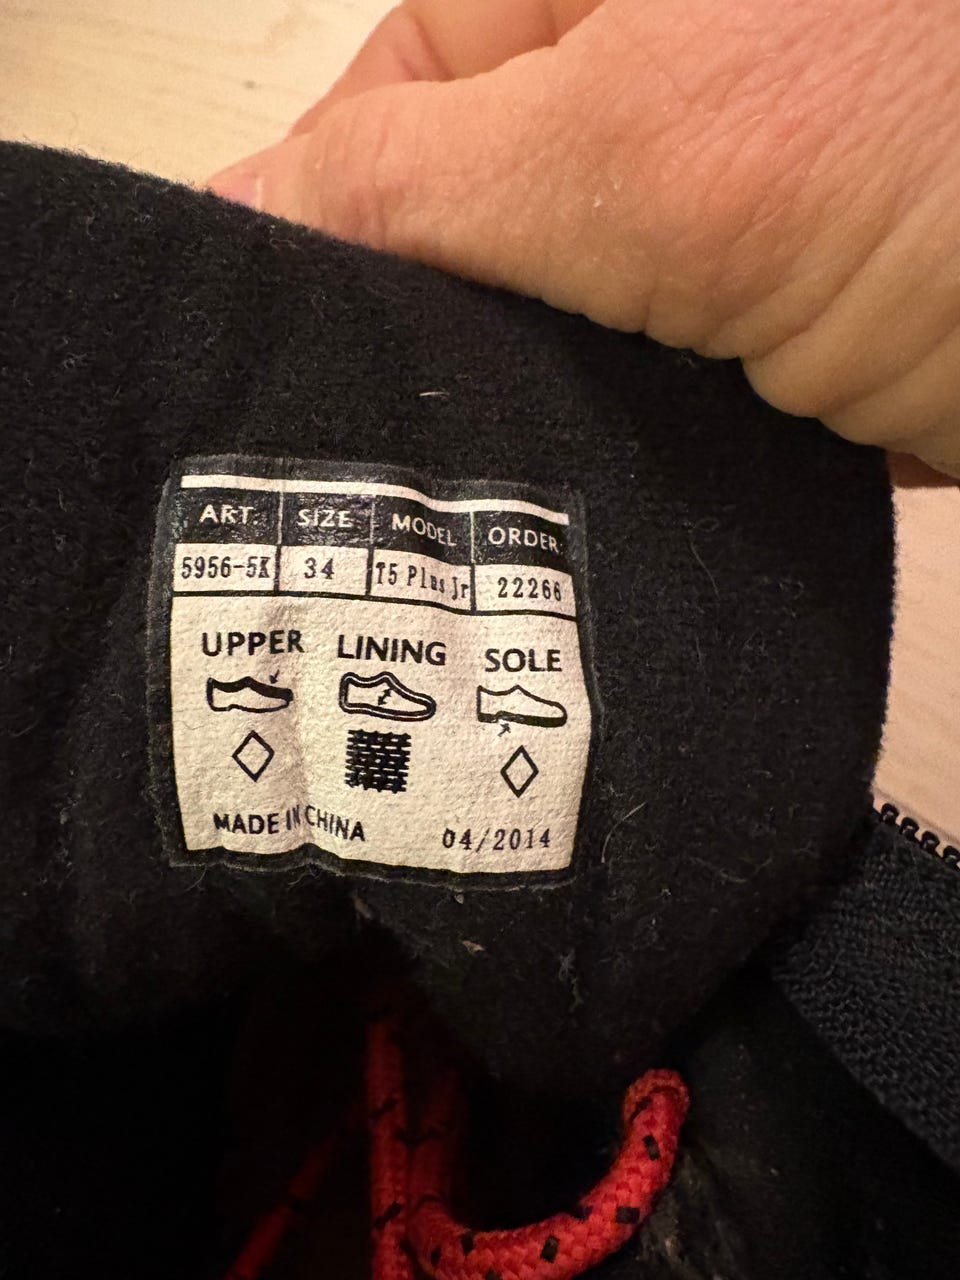 ART. SIZE MODEL ORDER.
5956-5K 34 T5 Plus Jr 22266
UPPER LINING SOLE
MADE IN CHINA 04/2014